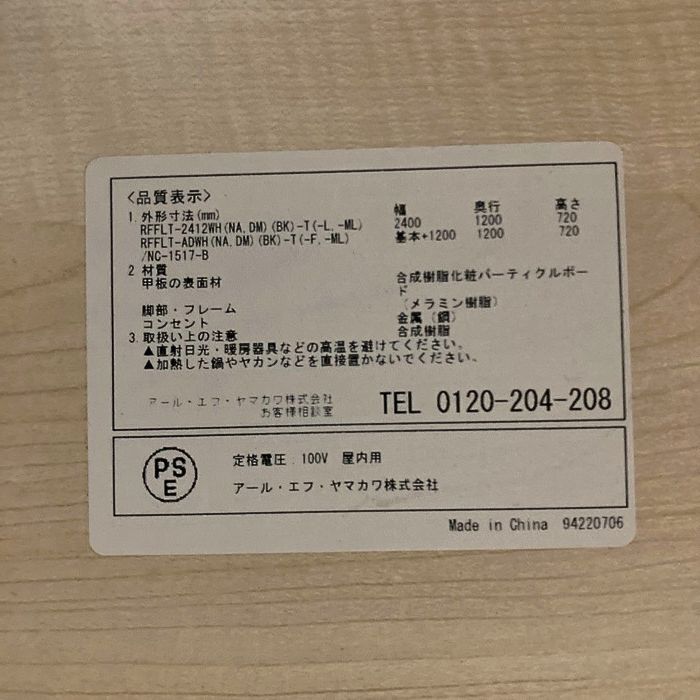 〈品質表示〉
1. 外形寸法(mm) 幅 奥行 高さ
RFFLT-2412WH(NA,DM)(BK)-T(-L,-ML) 2400 1200 720
RFFLT-ADWH(NA,DM)(BK)-T(-F,-ML) 基本+1200 1200 720
/NC-1517-B
2 材質
甲板の表面材 合成樹脂化粧パーティクルボー
ド
(メラミン樹脂)
脚部・フレーム 金属(鋼)
コンセント 合成樹脂
3. 取扱い上の注意
▲直射日光・暖房器具などの高温を避けてください。
▲加熱した鍋やヤカンなどを直接置かないでください。
アール・エフ・ヤマカワ株式会社
お客様相談室
TEL 0120-204-208
PS
E
定格電圧:100V 屋内用
アール・エフ・ヤマカワ株式会社
Made in China 94220706